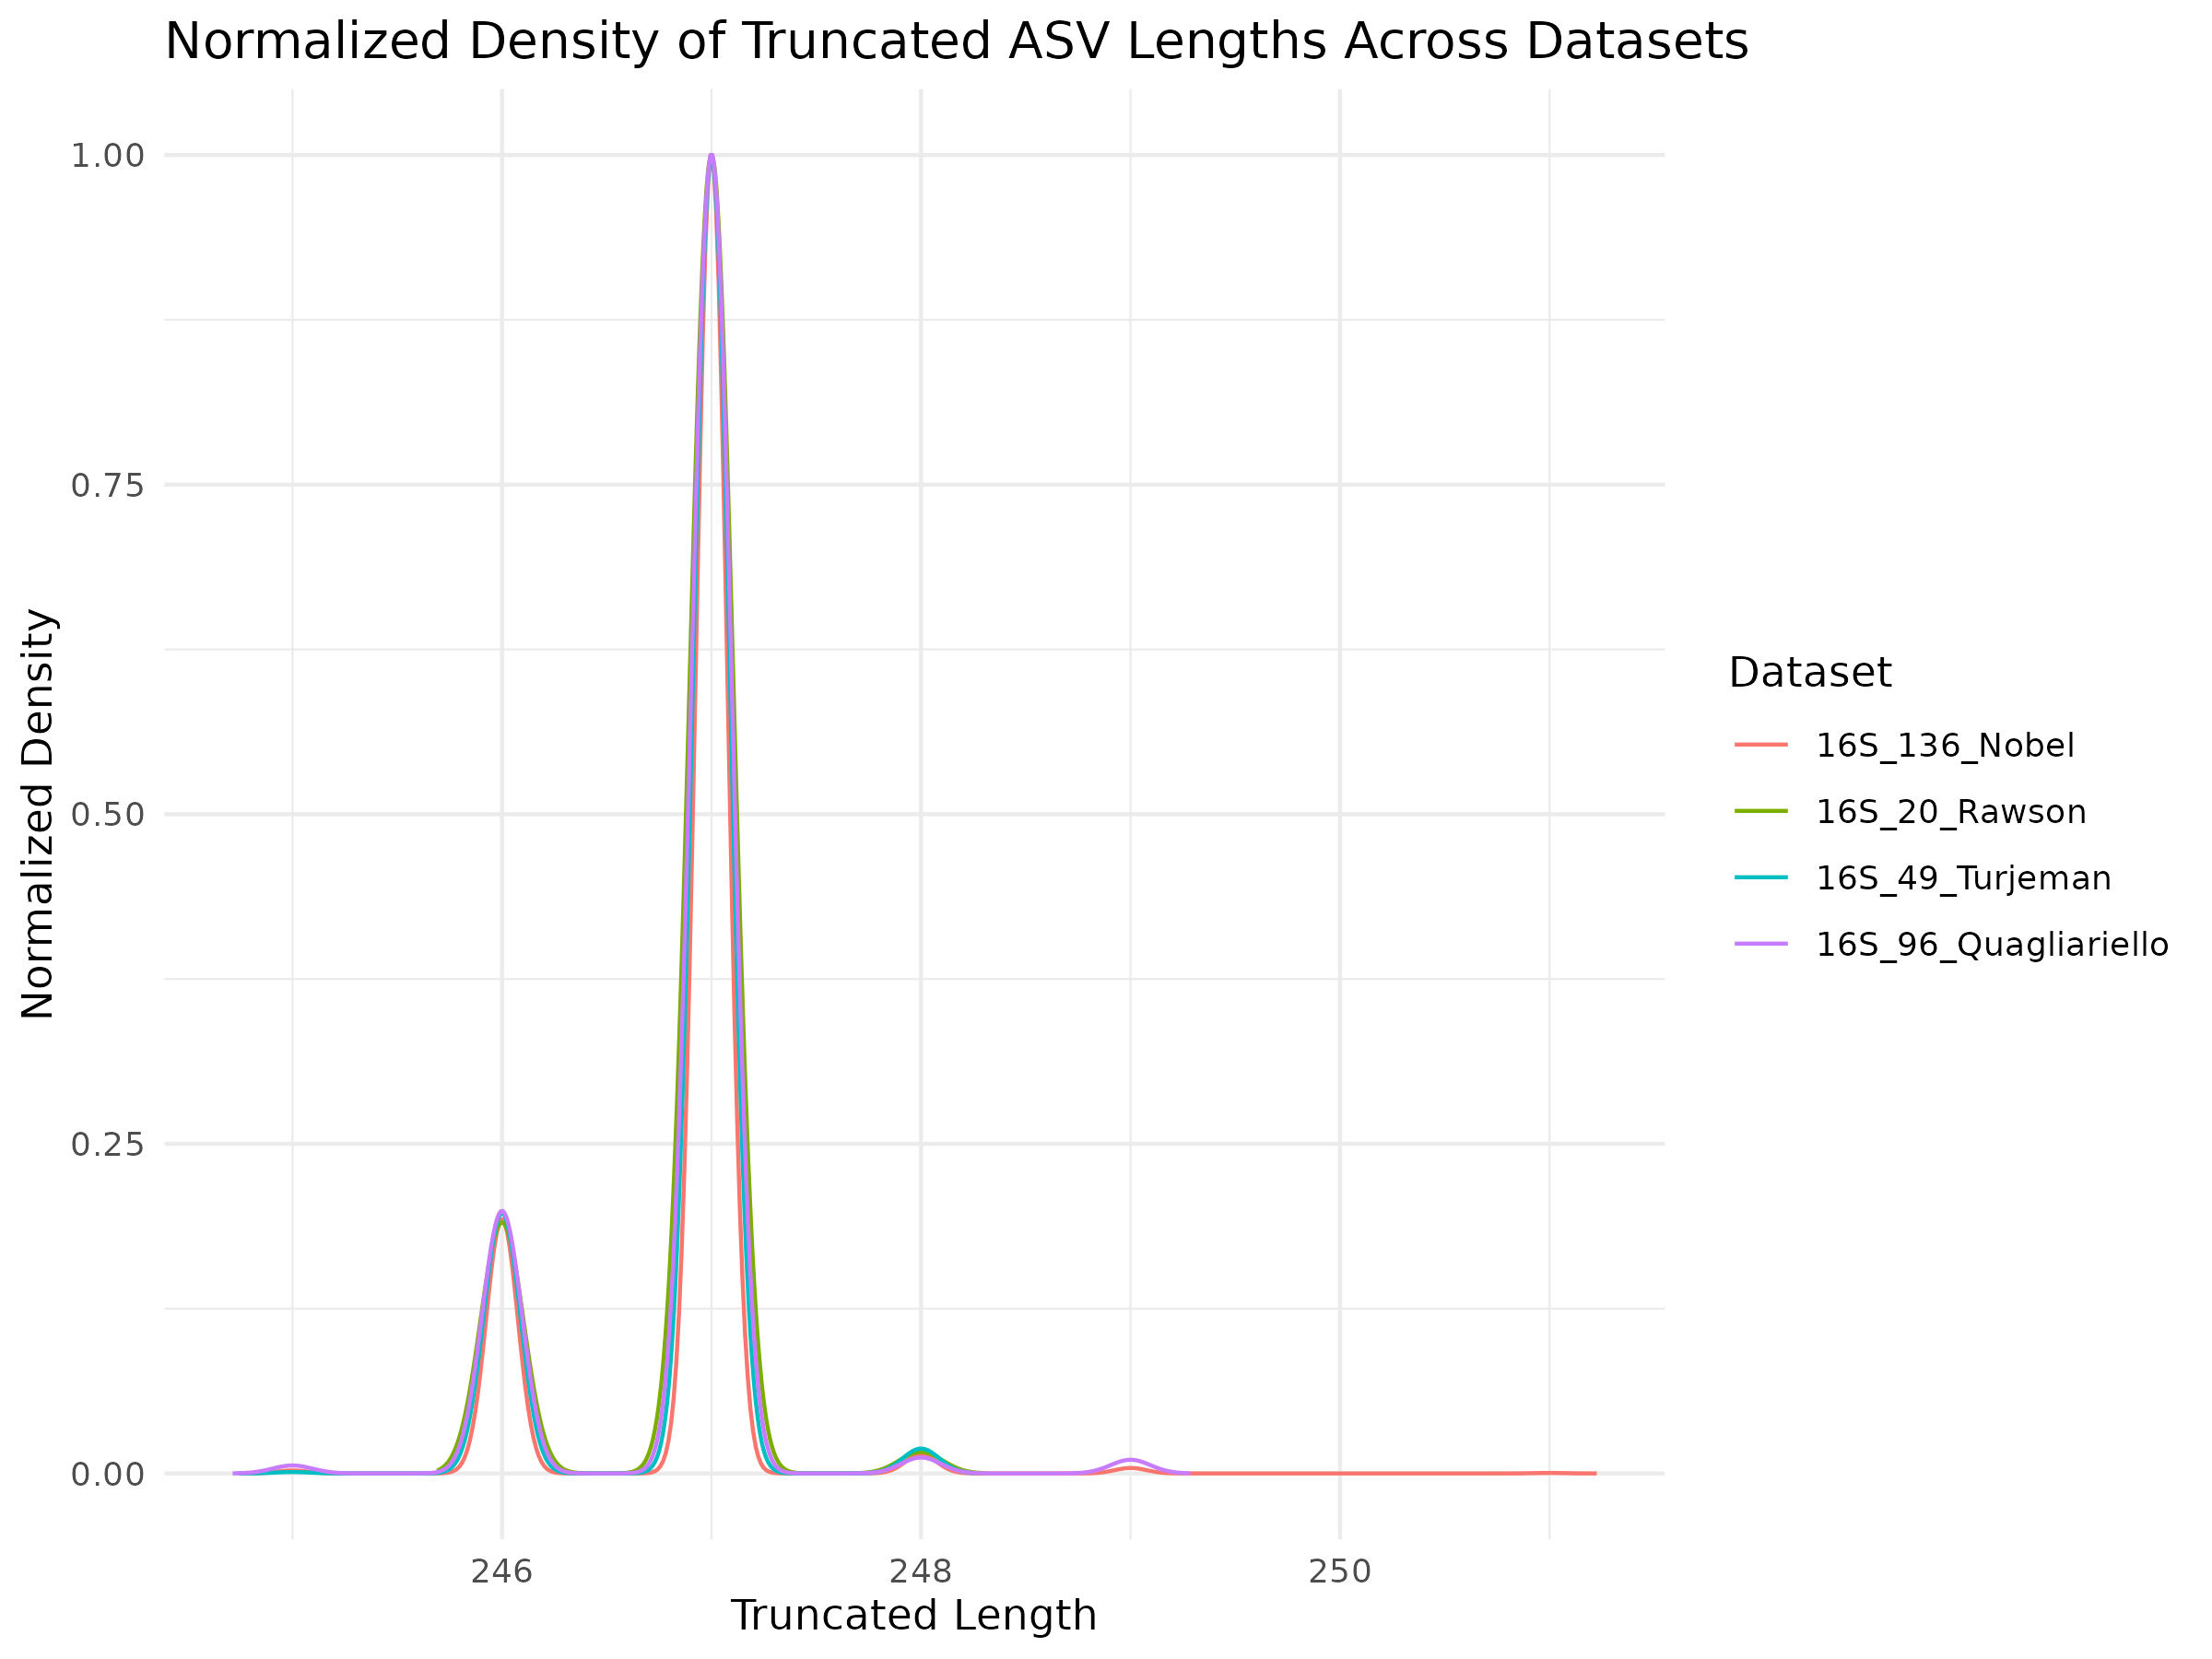 Normalized Density of Truncated ASV Lengths Across Datasets
1.00
0.75
0.50
0.25
0.00
Normalized Density
246
248
250
Truncated Length
Dataset
16S_136_Nobel
16S_20_Rawson
16S_49_Turjeman
16S_96_Quagliariello